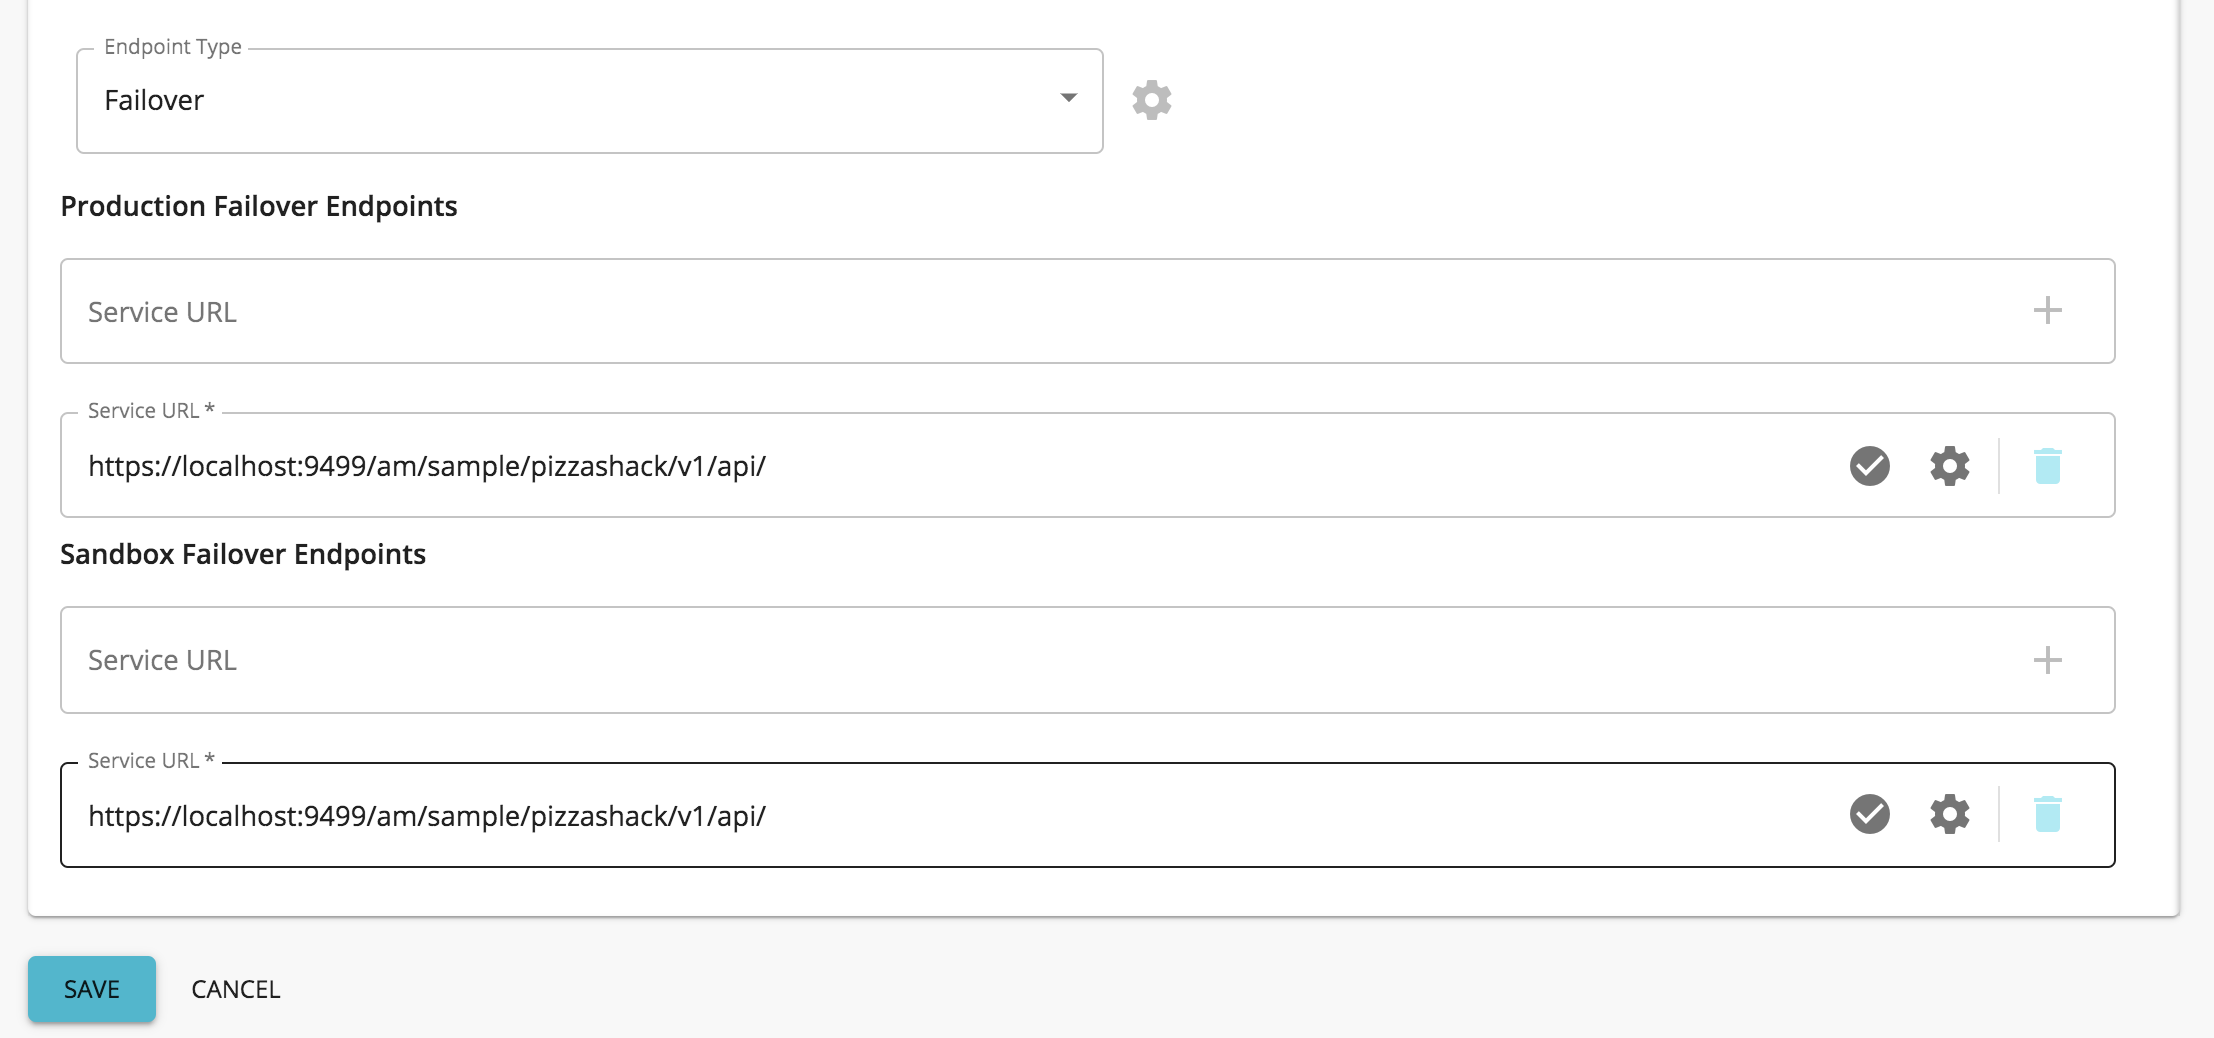 Endpoint Type
Failover
Production Failover Endpoints
Service URL
Service URL *
https://localhost:9499/am/sample/pizzashack/v1/api/
Sandbox Failover Endpoints
Service URL
Service URL *
https://localhost:9499/am/sample/pizzashack/v1/api/
SAVE CANCEL